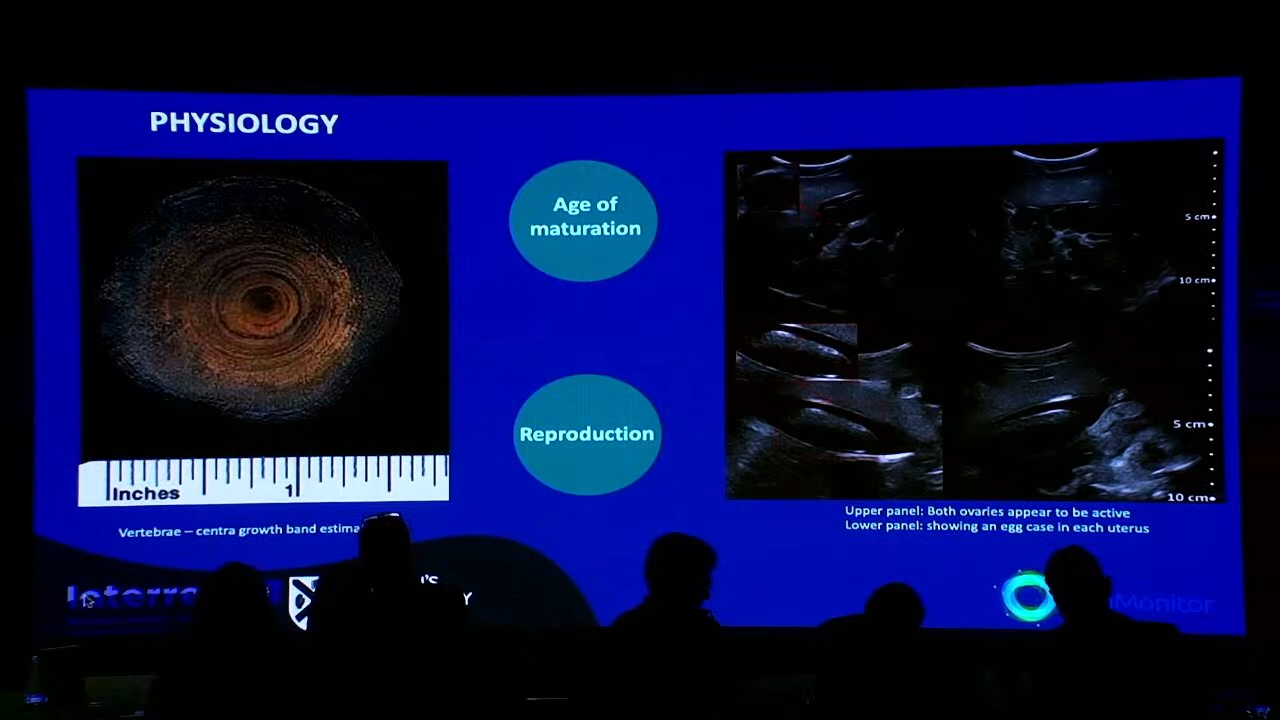 PHYSIOLOGY
Age of
maturation
5 cm
10 cm
Reproduction
5 cm
10 cm
Inches
1
Vertebrae – centra growth band
Upper panel: Both ovaries appear to be active
Lower panel: showing an egg case in each uterus
Monitor